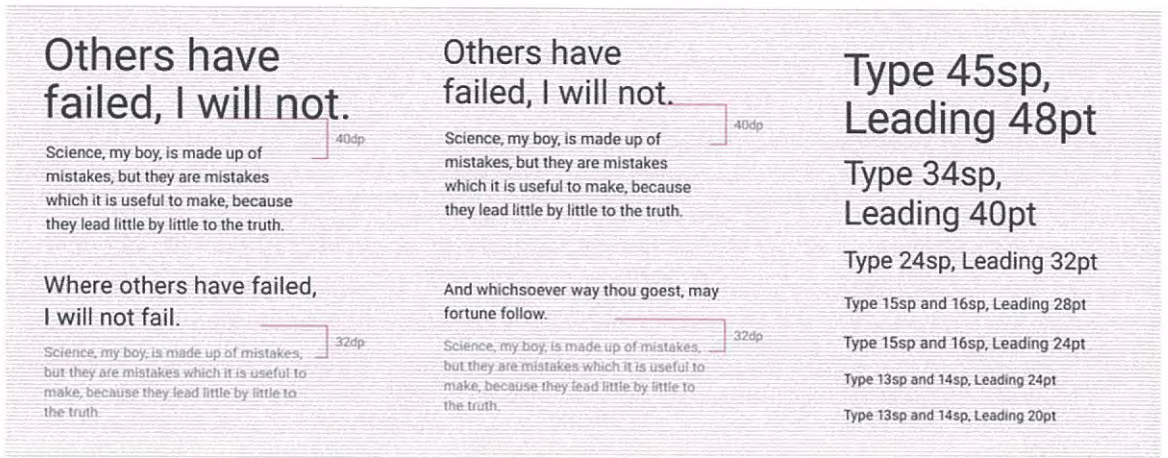 Others have
failed, I will not.
40dp
Science, my boy, is made up of
mistakes, but they are mistakes
which it is useful to make, because
they lead little by little to the truth.
Where others have failed,
I will not fail.
32dp
Science, my boy, is made up of mistakes,
but they are mistakes which it is useful to
make, because they lead little by little to
the truth.
Others have
failed, I will not.
40dp
Science, my boy, is made up of
mistakes, but they are mistakes
which it is useful to make, because
they lead little by little to the truth.
And whichsoever way thou goest, may
fortune follow.
32dp
Science, my boy, is made up of mistakes,
but they are mistakes which it is useful to
make, because they lead little by little to
the truth.
Type 45sp,
Leading 48pt
Type 34sp,
Leading 40pt
Type 24sp, Leading 32pt
Type 15sp and 16sp, Leading 28pt
Type 15sp and 16sp, Leading 24pt
Type 13sp and 14sp, Leading 24pt
Type 13sp and 14sp, Leading 20pt